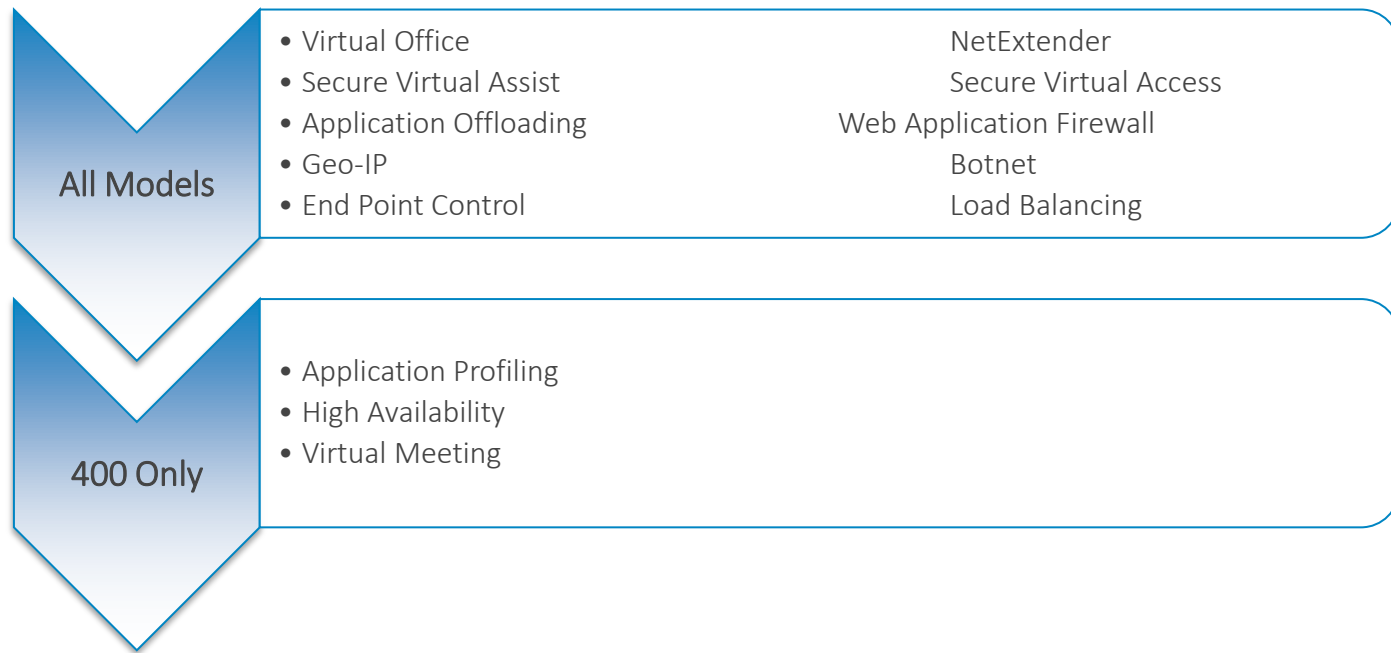 All Models
• Virtual Office NetExtender
• Secure Virtual Assist Secure Virtual Access
• Application Offloading Web Application Firewall
• Geo-IP Botnet
• End Point Control Load Balancing
400 Only
• Application Profiling
• High Availability
• Virtual Meeting